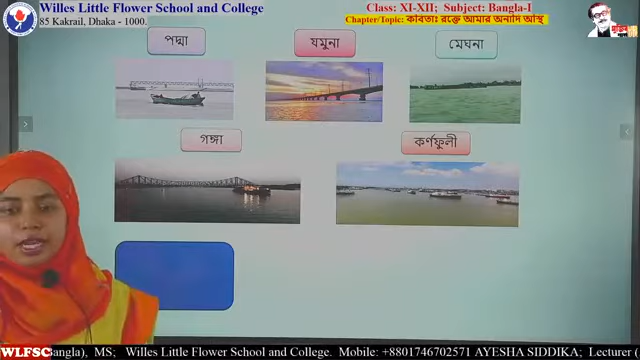 Willes Little Flower School and College
85 Kakrail, Dhaka - 1000.
Class: XI-XII; Subject: Bangla-I
Chapter/Topic: কবিতাঃ রক্তে আমার অনাদি অস্থি
পদ্মা
যমুনা
মেঘনা
গঙ্গা
কর্ণফুলী
WLFSC
Bangla), MS; Willes Little Flower School and College. Mobile: +8801746702571 AYESHA SIDDIKA; Lecturer (